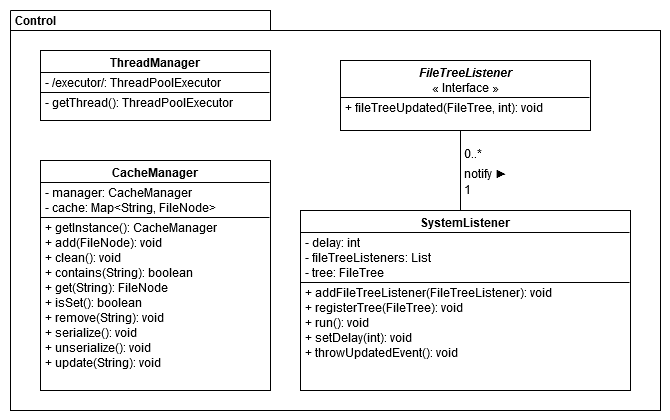 Control
ThreadManager
- /executor/: ThreadPoolExecutor
- getThread(): ThreadPoolExecutor
FileTreeListener
« Interface »
+ fileTreeUpdated(FileTree, int): void
0..*
notify ▶
1
CacheManager
- manager: CacheManager
- cache: Map<String, FileNode>
+ getInstance(): CacheManager
+ add(FileNode): void
+ clean(): void
+ contains(String): boolean
+ get(String): FileNode
+ isSet(): boolean
+ remove(String): void
+ serialize(): void
+ unserialize(): void
+ update(String): void
SystemListener
- delay: int
- fileTreeListeners: List
- tree: FileTree
+ addFileTreeListener(FileTreeListener): void
+ registerTree(FileTree): void
+ run(): void
+ setDelay(int): void
+ throwUpdatedEvent(): void